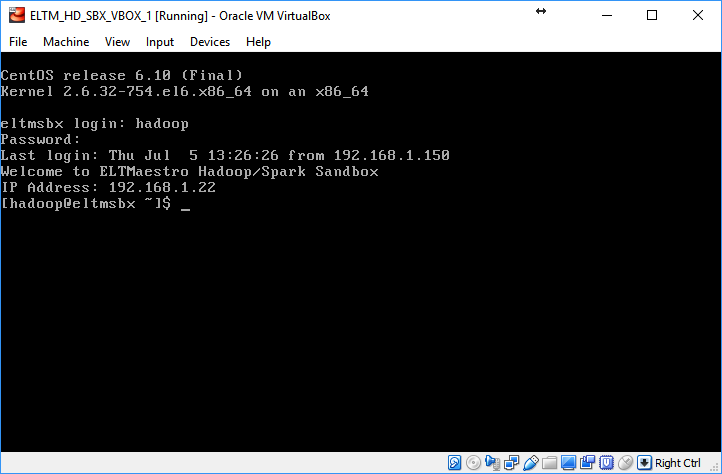 ELTM_HD_SBX_VBOX_1 [Running] - Oracle VM VirtualBox
File Machine View Input Devices Help
CentOS release 6.10 (Final)
Kernel 2.6.32-754.el6.x86_64 on an x86_64
eltmsbx login: hadoop
Password:
Last login: Thu Jul  5 13:26:26 from 192.168.1.150
Welcome to ELTMaestro Hadoop/Spark Sandbox
IP Address: 192.168.1.22
[hadoop@eltmsbx ~]$ _
Right Ctrl